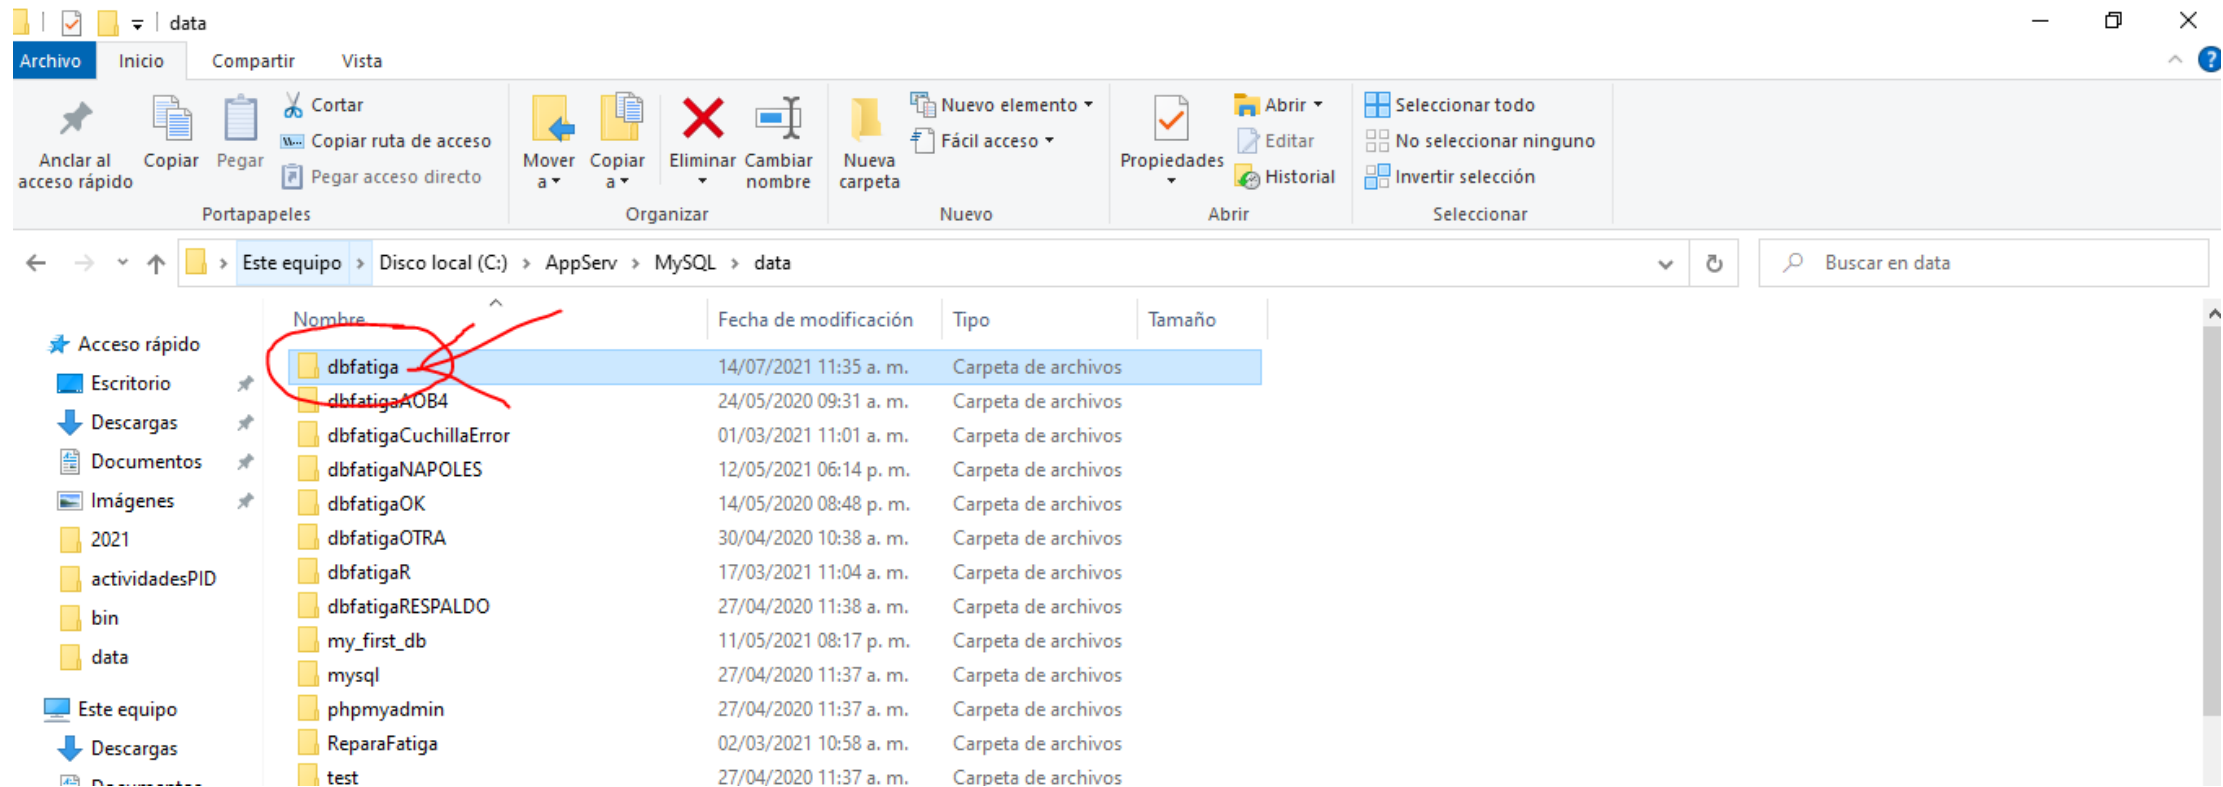 data
Archivo Inicio Compartir Vista
Anclar al acceso rápido
Copiar
Pegar
Cortar
Copiar ruta de acceso
Pegar acceso directo
Portapapeles
Mover a
Copiar a
Eliminar
Cambiar nombre
Organizar
Nueva carpeta
Nuevo elemento
Fácil acceso
Nuevo
Propiedades
Abrir
Editar
Historial
Abrir
Seleccionar todo
No seleccionar ninguno
Invertir selección
Seleccionar
Este equipo > Disco local (C:) > AppServ > MySQL > data
Buscar en data
Acceso rápido
Escritorio
Descargas
Documentos
Imágenes
2021
actividadesPID
bin
data
Este equipo
Descargas
Documentos
Nombre Fecha de modificación Tipo Tamaño
dbfatiga 14/07/2021 11:35 a. m. Carpeta de archivos
dbfatigaAOB4 24/05/2020 09:31 a. m. Carpeta de archivos
dbfatigaCuchillaError 01/03/2021 11:01 a. m. Carpeta de archivos
dbfatigaNAPOLES 12/05/2021 06:14 p. m. Carpeta de archivos
dbfatigaOK 14/05/2020 08:48 p. m. Carpeta de archivos
dbfatigaOTRA 30/04/2020 10:38 a. m. Carpeta de archivos
dbfatigaR 17/03/2021 11:04 a. m. Carpeta de archivos
dbfatigaRESPALDO 27/04/2020 11:38 a. m. Carpeta de archivos
my_first_db 11/05/2021 08:17 p. m. Carpeta de archivos
mysql 27/04/2020 11:37 a. m. Carpeta de archivos
phpmyadmin 27/04/2020 11:37 a. m. Carpeta de archivos
ReparaFatiga 02/03/2021 10:58 a. m. Carpeta de archivos
test 27/04/2020 11:37 a. m. Carpeta de archivos